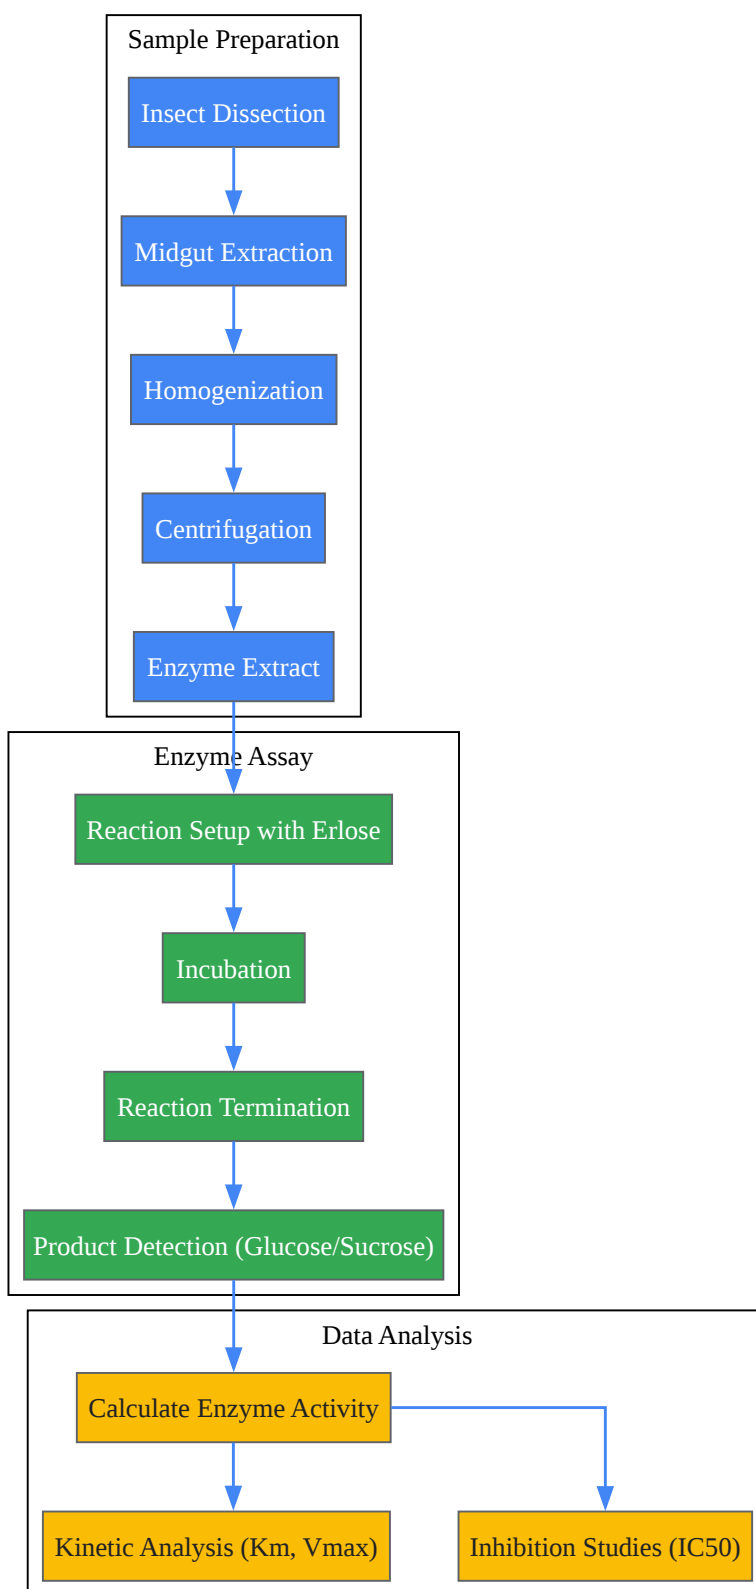 Sample Preparation
Insect Dissection
Midgut Extraction
Homogenization
Centrifugation
Enzyme Extract
Enzyme Assay
Reaction Setup with Erlose
Incubation
Reaction Termination
Product Detection (Glucose/Sucrose)
Data Analysis
Calculate Enzyme Activity
Kinetic Analysis (Km, Vmax)
Inhibition Studies (IC50)